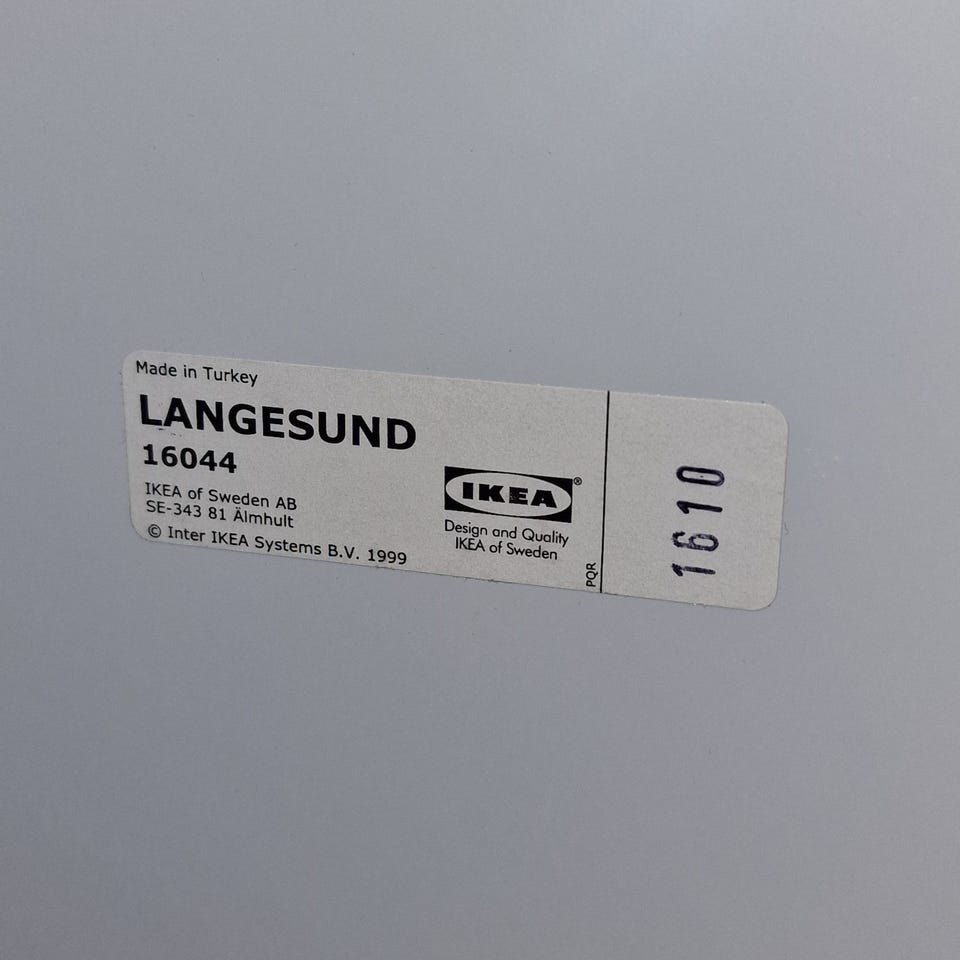 Made in Turkey
LANGESUND
16044
IKEA of Sweden AB
SE-343 81 Älmhult
© Inter IKEA Systems B.V. 1999
IKEA®
Design and Quality
IKEA of Sweden
PQR
1610